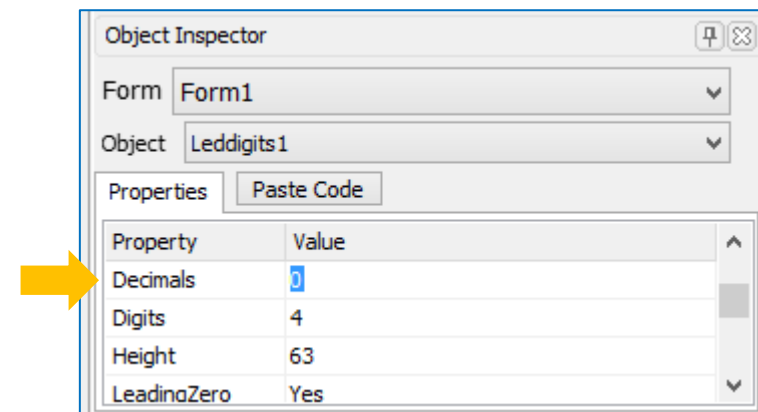 Object Inspector
Form Form1
Object Leddigits1
Properties Paste Code
Property Value
Decimals 0
Digits 4
Height 63
LeadingZero Yes